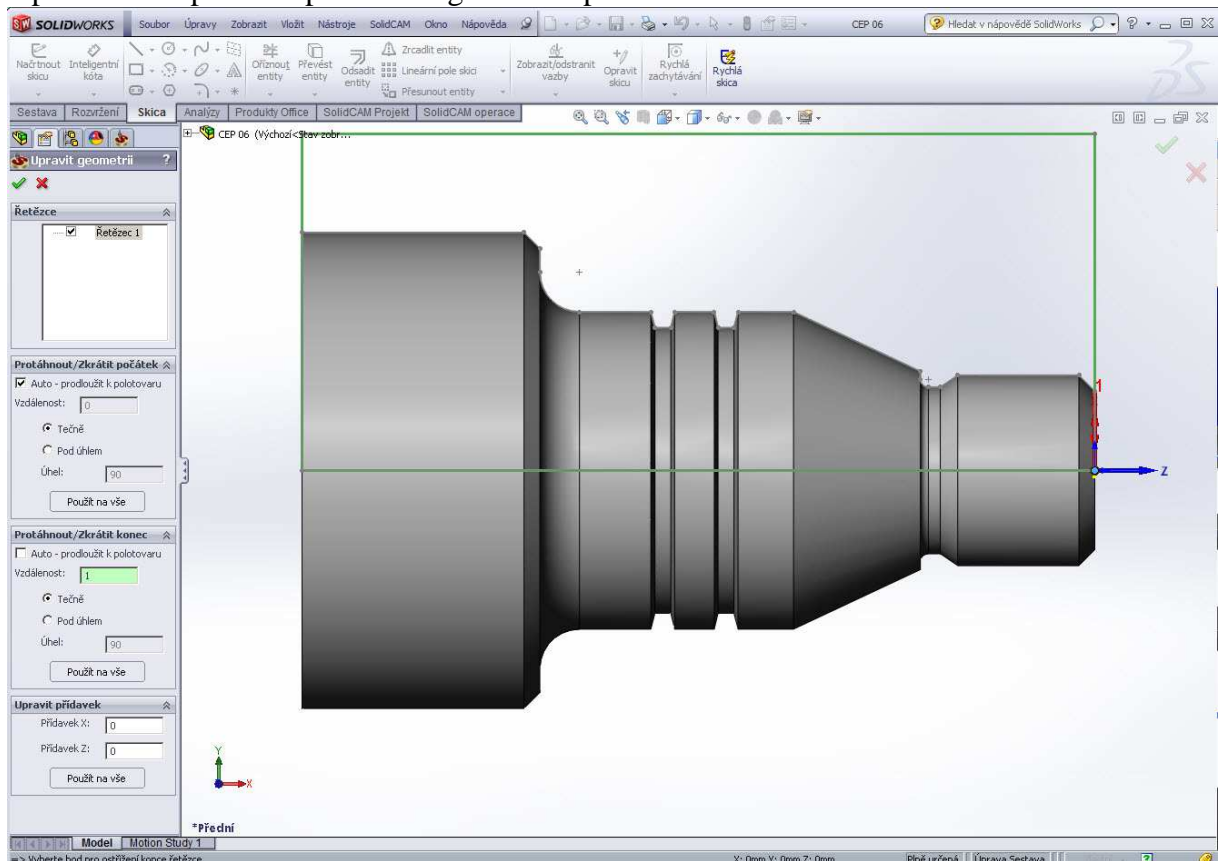 SOLIDWORKS Soubor Úpravy Zobrazit Vložit Nástroje SolidCAM Okno Nápověda CEP 06 Hledat v nápovědě SolidWorks
Načrtnout skicu
Inteligentní kóta
Oříznout entity
Převést entity
Odsadit entity
Zrcadlit entity
Lineární pole skici
Přesunout entity
Zobrazit/odstranit vazby
Opravit skicu
Rychlá zachytávání
Rychlá skica
Sestava Rozvržení Skica Analýzy Produkty Office SolidCAM Projekt SolidCAM operace
CEP 06 (Výchozí<Stav zobr...
Upravit geometrii ?
Řetězce
Řetězec 1
Protáhnout/Zkrátit počátek
Auto - prodloužit k polotovaru
Vzdálenost: 0
Tečně
Pod úhlem
Úhel: 90
Použít na vše
Protáhnout/Zkrátit konec
Auto - prodloužit k polotovaru
Vzdálenost: 1
Tečně
Pod úhlem
Úhel: 90
Použít na vše
Upravit přídavek
Přídavek X: 0
Přídavek Z: 0
Použít na vše
1
Z
Y
X
*Přední
Model Motion Study 1
=> Vyberte bod pro ostřižení konce řetězce X: 0mm Y: 0mm Z: 0mm Plně určená Úprava Sestava